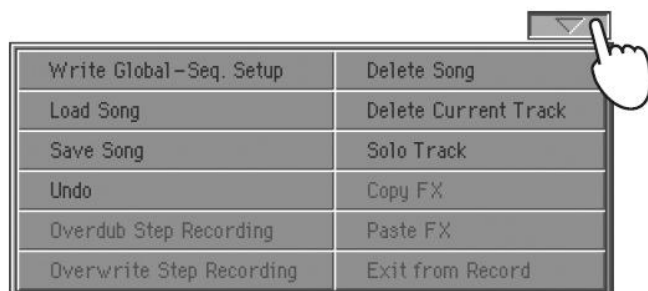 Write Global-Seq. Setup
Delete Song
Load Song
Delete Current Track
Save Song
Solo Track
Undo
Copy FX
Overdub Step Recording
Paste FX
Overwrite Step Recording
Exit from Record